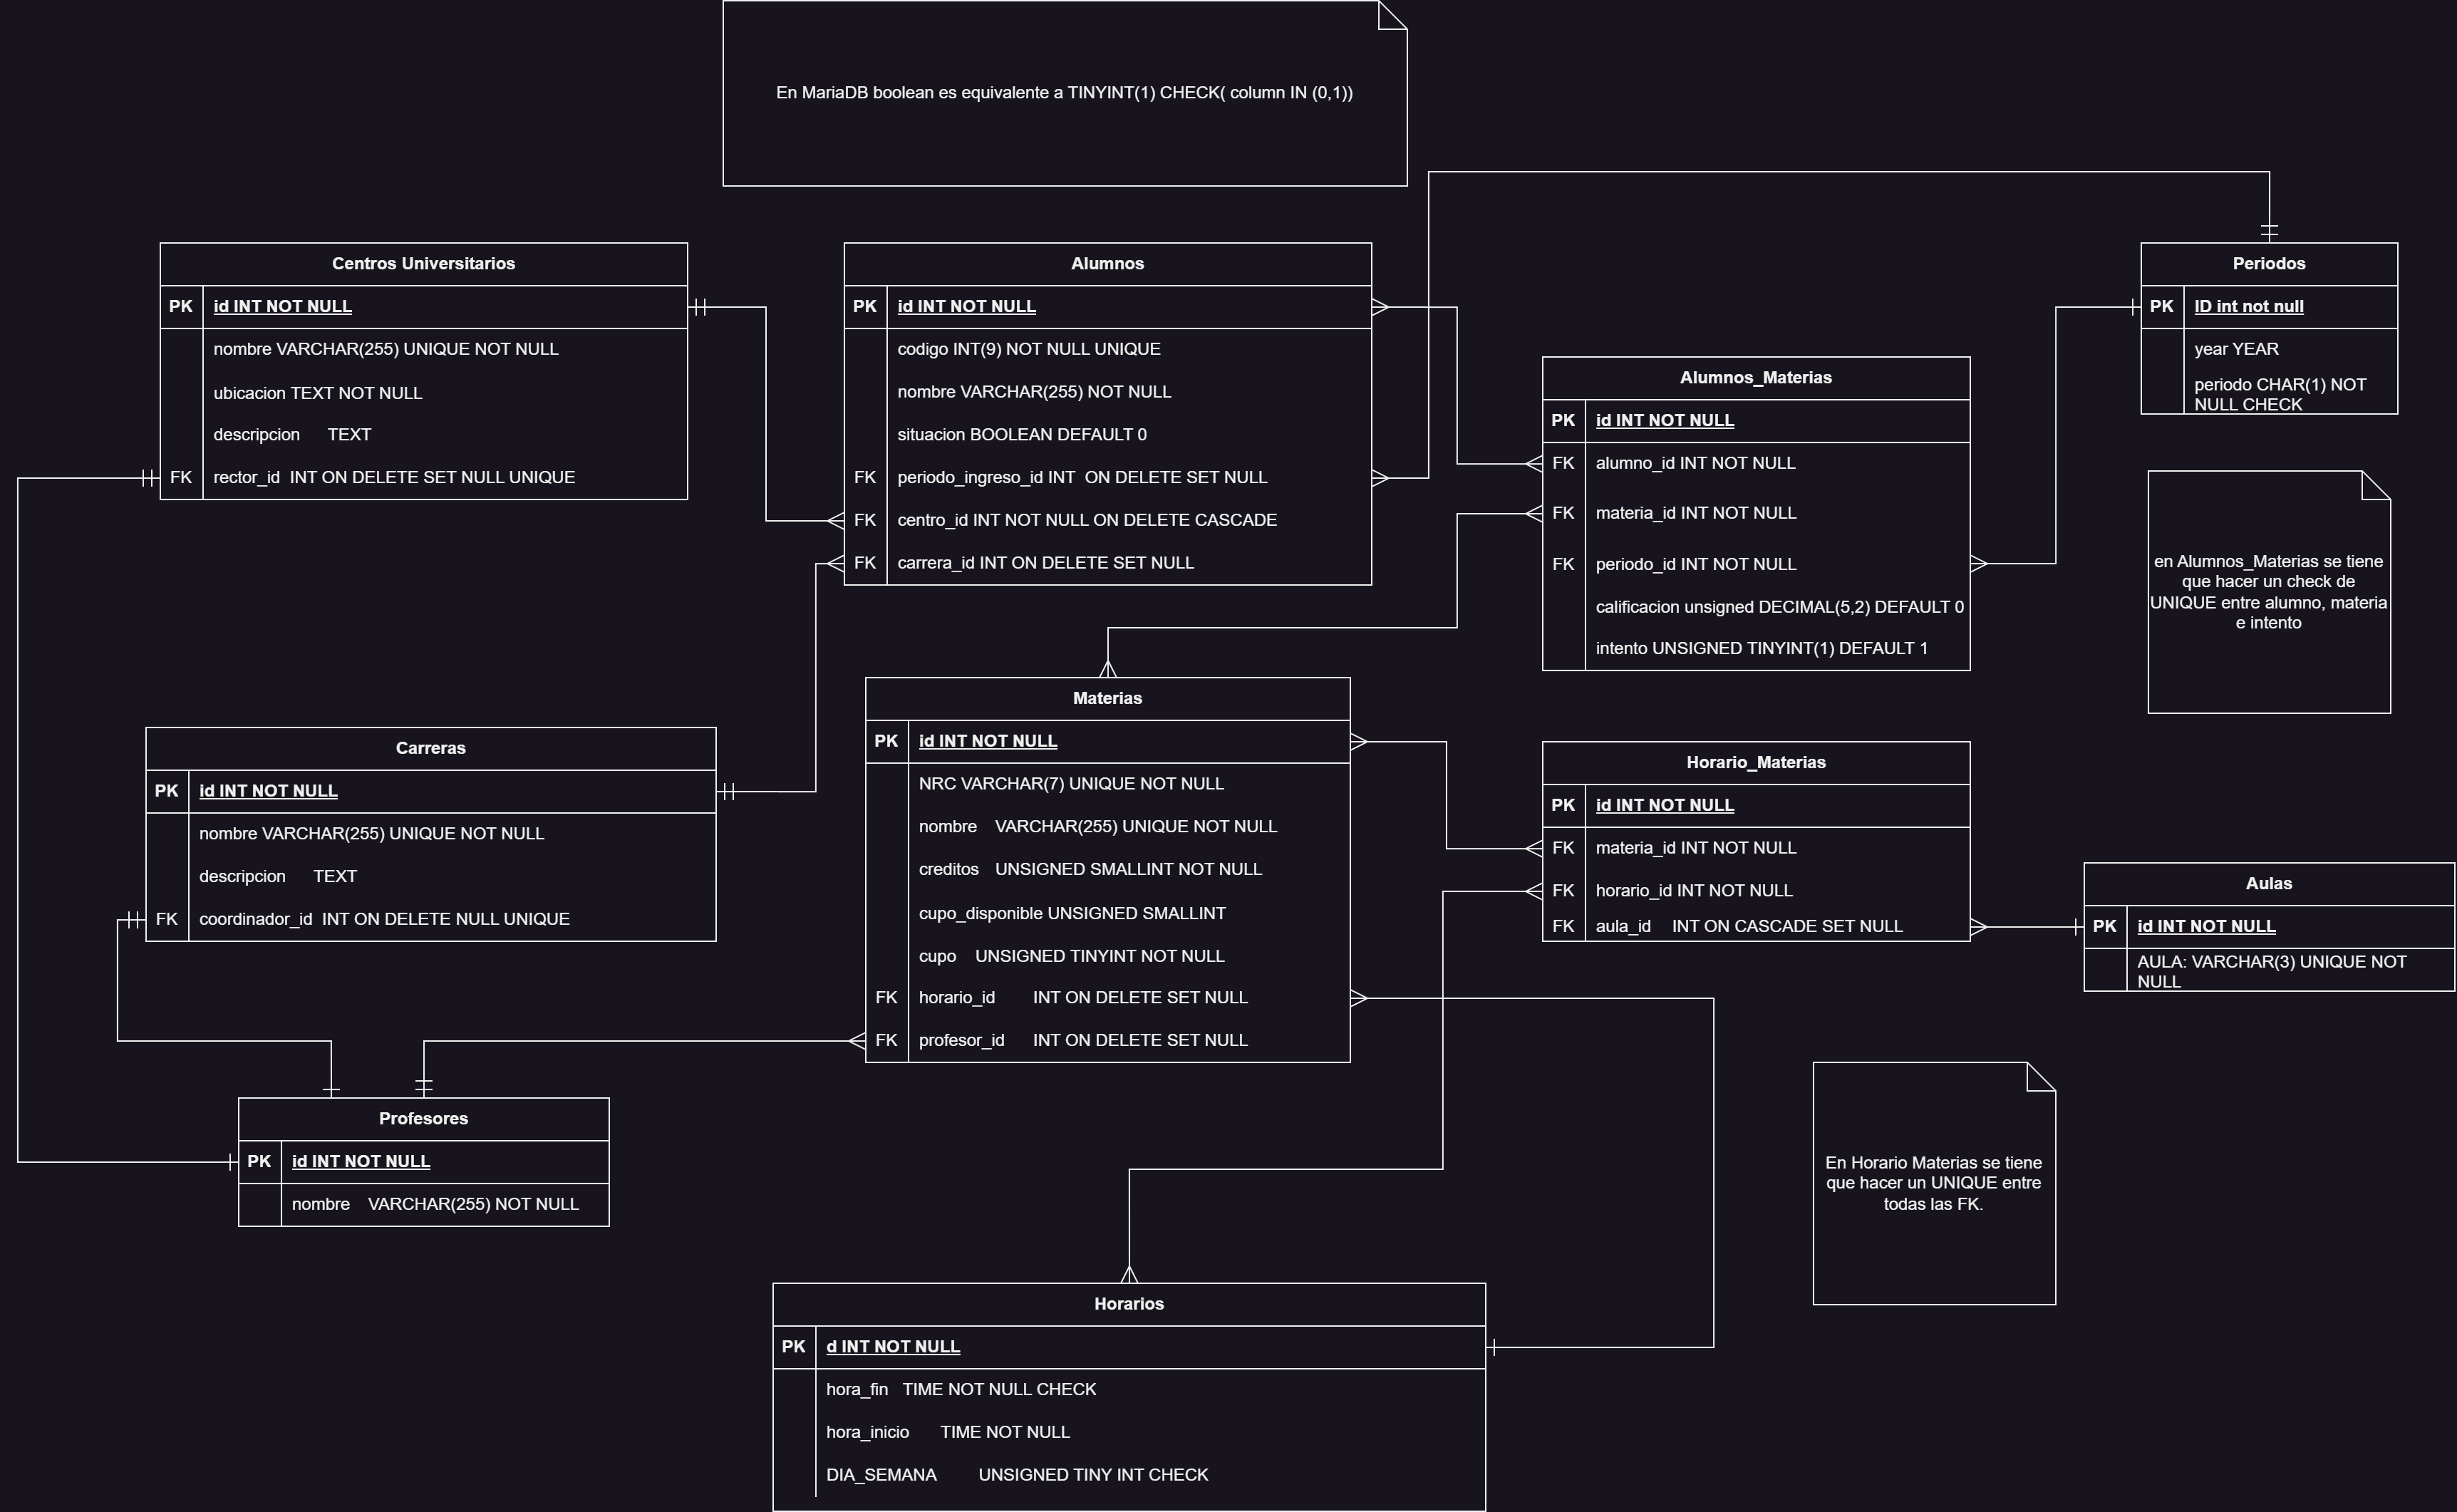 En MariaDB boolean es equivalente a TINYINT(1) CHECK( column IN (0,1))
Centros Universitarios
PK id INT NOT NULL
nombre VARCHAR(255) UNIQUE NOT NULL
ubicacion TEXT NOT NULL
descripcion TEXT
FK rector_id INT ON DELETE SET NULL UNIQUE
Alumnos
PK id INT NOT NULL
codigo INT(9) NOT NULL UNIQUE
nombre VARCHAR(255) NOT NULL
situacion BOOLEAN DEFAULT 0
FK periodo_ingreso_id INT ON DELETE SET NULL
FK centro_id INT NOT NULL ON DELETE CASCADE
FK carrera_id INT ON DELETE SET NULL
Alumnos_Materias
PK id INT NOT NULL
FK alumno_id INT NOT NULL
FK materia_id INT NOT NULL
FK periodo_id INT NOT NULL
calificacion unsigned DECIMAL(5,2) DEFAULT 0
intento UNSIGNED TINYINT(1) DEFAULT 1
Periodos
PK ID int not null
year YEAR
periodo CHAR(1) NOT
NULL CHECK
en Alumnos_Materias se tiene
que hacer un check de
UNIQUE entre alumno, materia
e intento
Carreras
PK id INT NOT NULL
nombre VARCHAR(255) UNIQUE NOT NULL
descripcion TEXT
FK coordinador_id INT ON DELETE NULL UNIQUE
Materias
PK id INT NOT NULL
NRC VARCHAR(7) UNIQUE NOT NULL
nombre VARCHAR(255) UNIQUE NOT NULL
creditos UNSIGNED SMALLINT NOT NULL
cupo_disponible UNSIGNED SMALLINT
cupo UNSIGNED TINYINT NOT NULL
FK horario_id INT ON DELETE SET NULL
FK profesor_id INT ON DELETE SET NULL
Horario_Materias
PK id INT NOT NULL
FK materia_id INT NOT NULL
FK horario_id INT NOT NULL
FK aula_id INT ON CASCADE SET NULL
Aulas
PK id INT NOT NULL
AULA: VARCHAR(3) UNIQUE NOT
NULL
Profesores
PK id INT NOT NULL
nombre VARCHAR(255) NOT NULL
En Horario Materias se tiene
que hacer un UNIQUE entre
todas las FK.
Horarios
PK d INT NOT NULL
hora_fin TIME NOT NULL CHECK
hora_inicio TIME NOT NULL
DIA_SEMANA UNSIGNED TINY INT CHECK